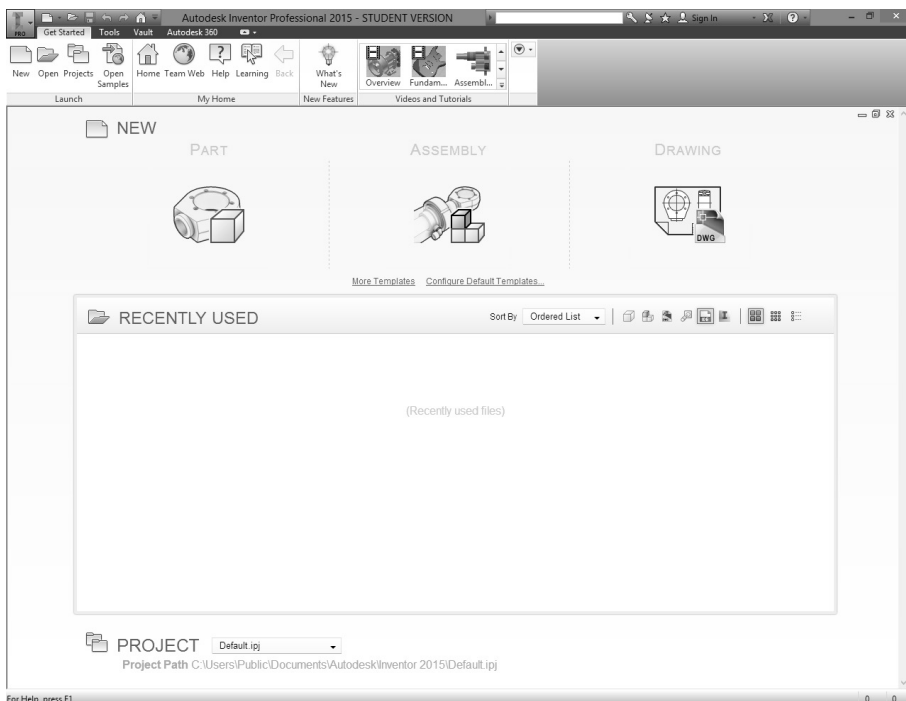 Autodesk Inventor Professional 2015 - STUDENT VERSION
Sign In
PRO Get Started Tools Vault Autodesk 360
New Open Projects Open Samples Home Team Web Help Learning Back What's New Overview Fundam... Assembl...
Launch My Home New Features Videos and Tutorials
NEW
PART ASSEMBLY DRAWING
DWG
More Templates Configure Default Templates...
RECENTLY USED Sort By Ordered List
(Recently used files)
PROJECT Default.ipj
Project Path C:\Users\Public\Documents\Autodesk\Inventor 2015\Default.ipj
For Help, press F1 0 0